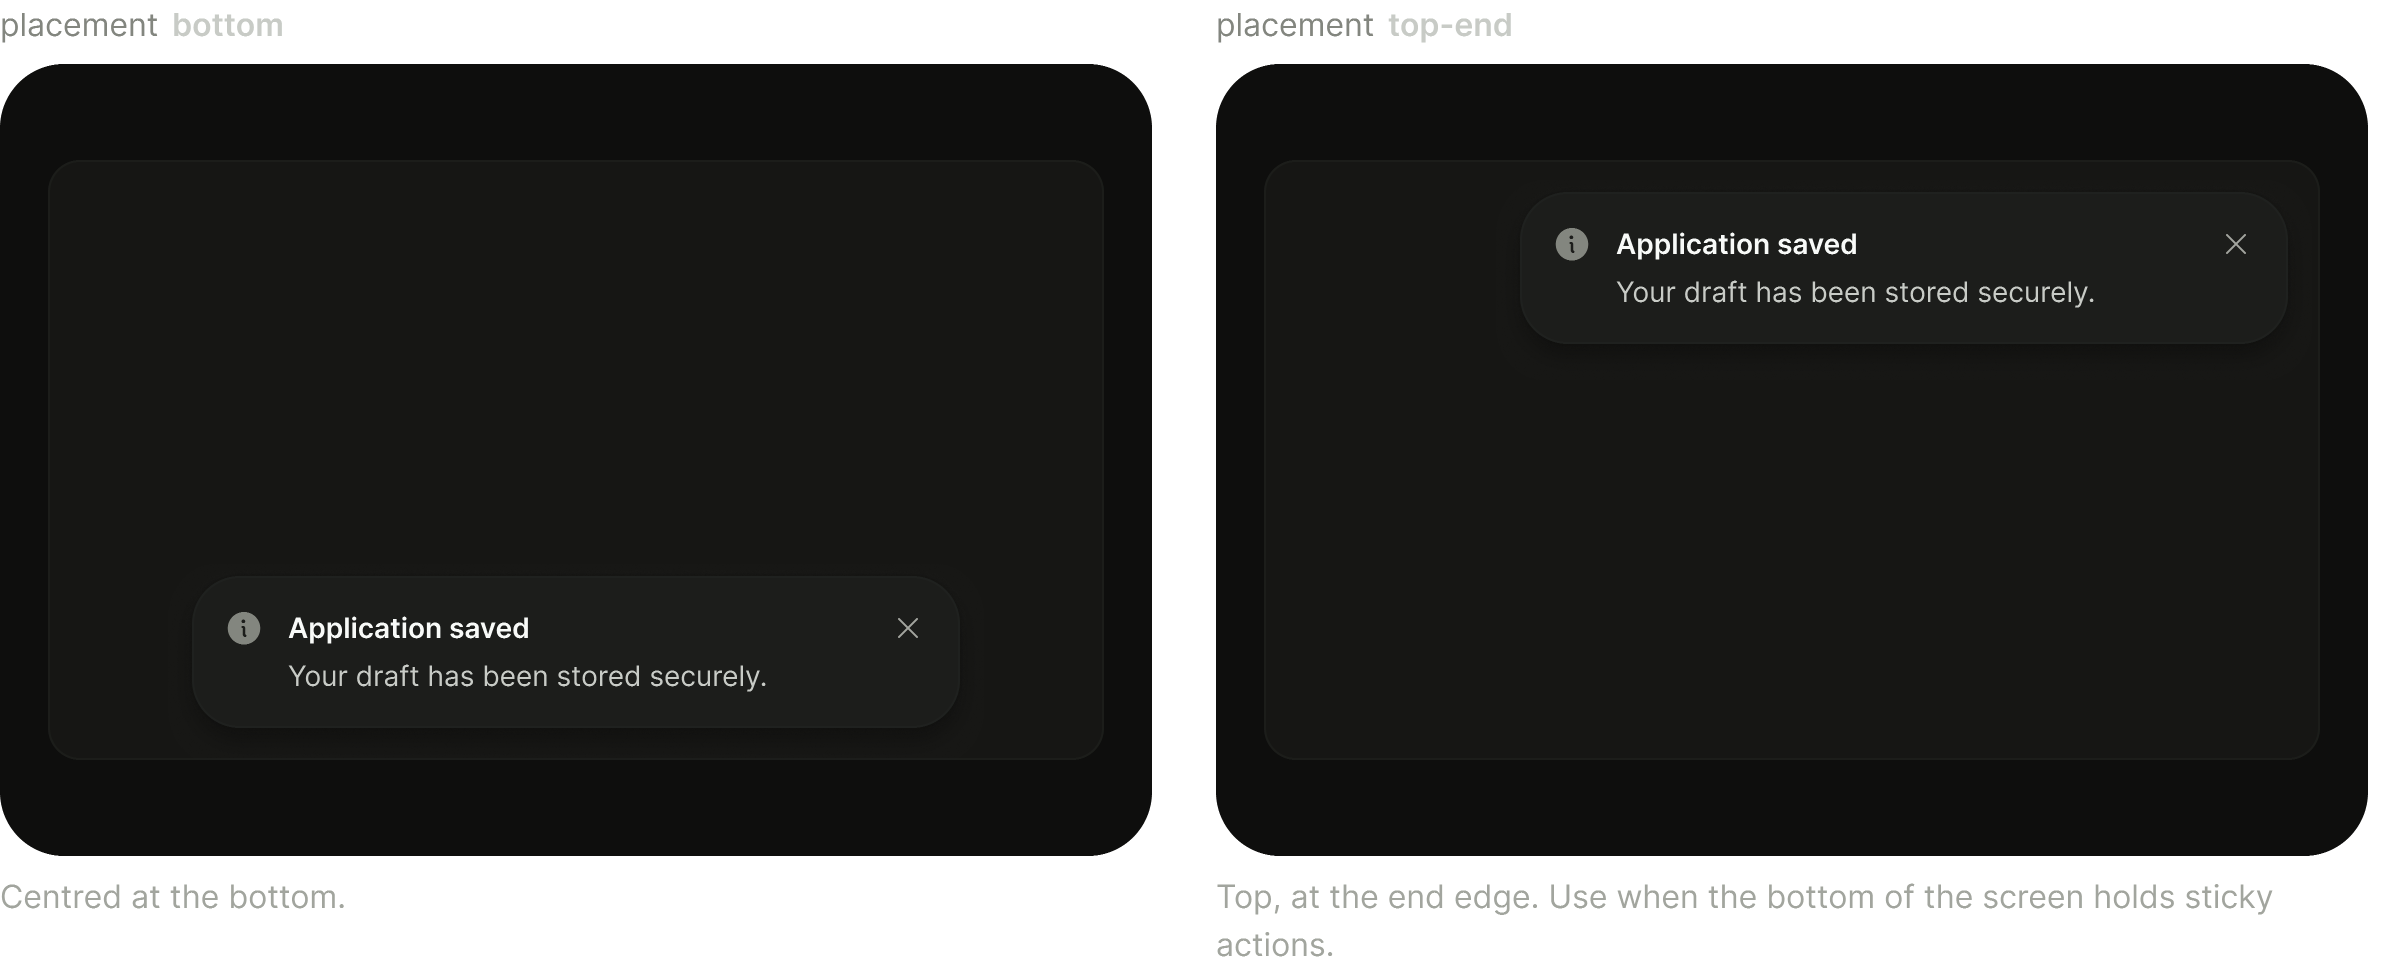 placement bottom
Application saved
Your draft has been stored securely.
Centred at the bottom.
placement top-end
Application saved
Your draft has been stored securely.
Top, at the end edge. Use when the bottom of the screen holds sticky
actions.